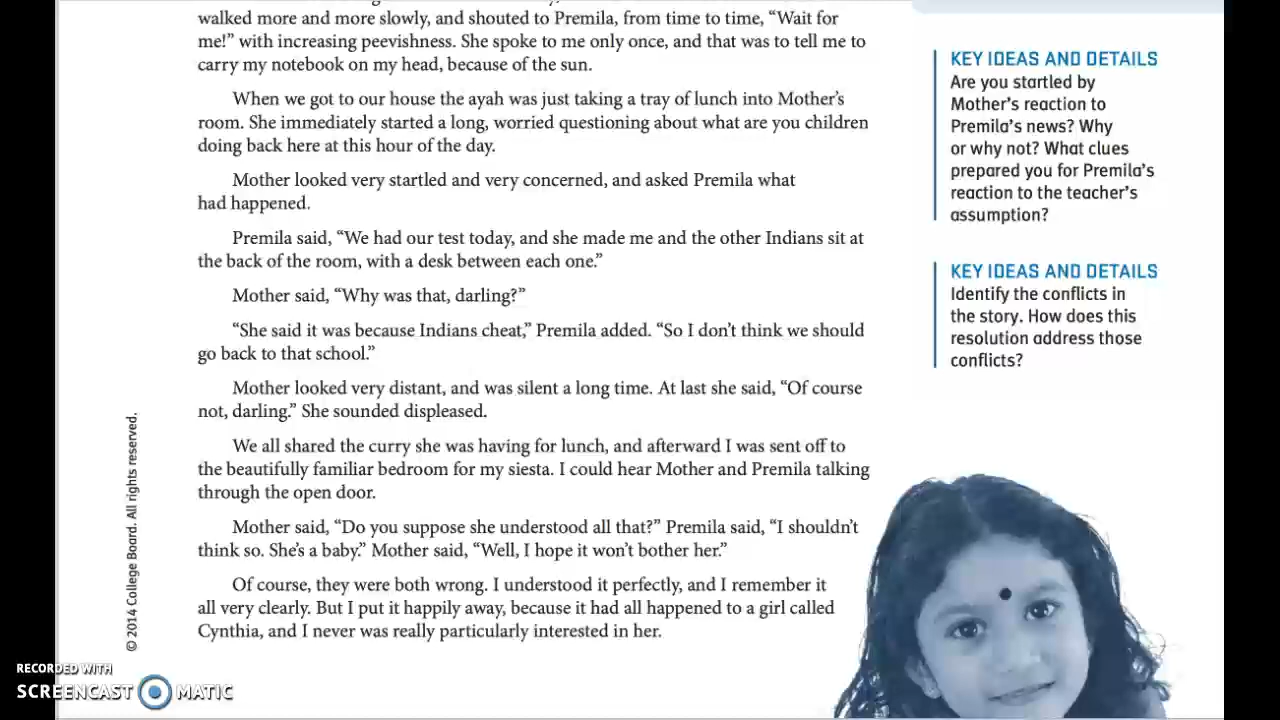 walked more and more slowly, and shouted to Premila, from time to time, “Wait for
me!” with increasing peevishness. She spoke to me only once, and that was to tell me to
carry my notebook on my head, because of the sun.
When we got to our house the ayah was just taking a tray of lunch into Mother’s
room. She immediately started a long, worried questioning about what are you children
doing back here at this hour of the day.
Mother looked very startled and very concerned, and asked Premila what
had happened.
Premila said, “We had our test today, and she made me and the other Indians sit at
the back of the room, with a desk between each one.”
Mother said, “Why was that, darling?”
“She said it was because Indians cheat,” Premila added. “So I don’t think we should
go back to that school.”
Mother looked very distant, and was silent a long time. At last she said, “Of course
not, darling.” She sounded displeased.
We all shared the curry she was having for lunch, and afterward I was sent off to
the beautifully familiar bedroom for my siesta. I could hear Mother and Premila talking
through the open door.
Mother said, “Do you suppose she understood all that?” Premila said, “I shouldn’t
think so. She’s a baby.” Mother said, “Well, I hope it won’t bother her.”
Of course, they were both wrong. I understood it perfectly, and I remember it
all very clearly. But I put it happily away, because it had all happened to a girl called
Cynthia, and I never was really particularly interested in her.
KEY IDEAS AND DETAILS
Are you startled by
Mother’s reaction to
Premila’s news? Why
or why not? What clues
prepared you for Premila’s
reaction to the teacher’s
assumption?
KEY IDEAS AND DETAILS
Identify the conflicts in
the story. How does this
resolution address those
conflicts?
© 2014 College Board. All rights reserved.
RECORDED WITH
SCREENCAST MATIC